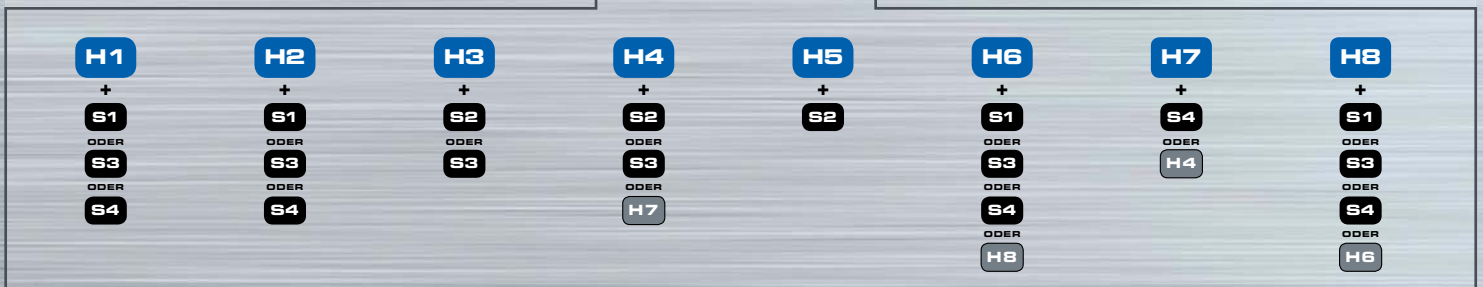 H1 H2 H3 H4 H5 H6 H7 H8
+ + + + + + + +
S1 S1 S2 S2 S2 S1 S4 S1
ODER ODER ODER ODER ODER ODER ODER
S3 S3 S3 S3 S3 H4 S3
ODER ODER ODER ODER ODER
S4 S4 H7 S4 S4
ODER ODER
H8 H6